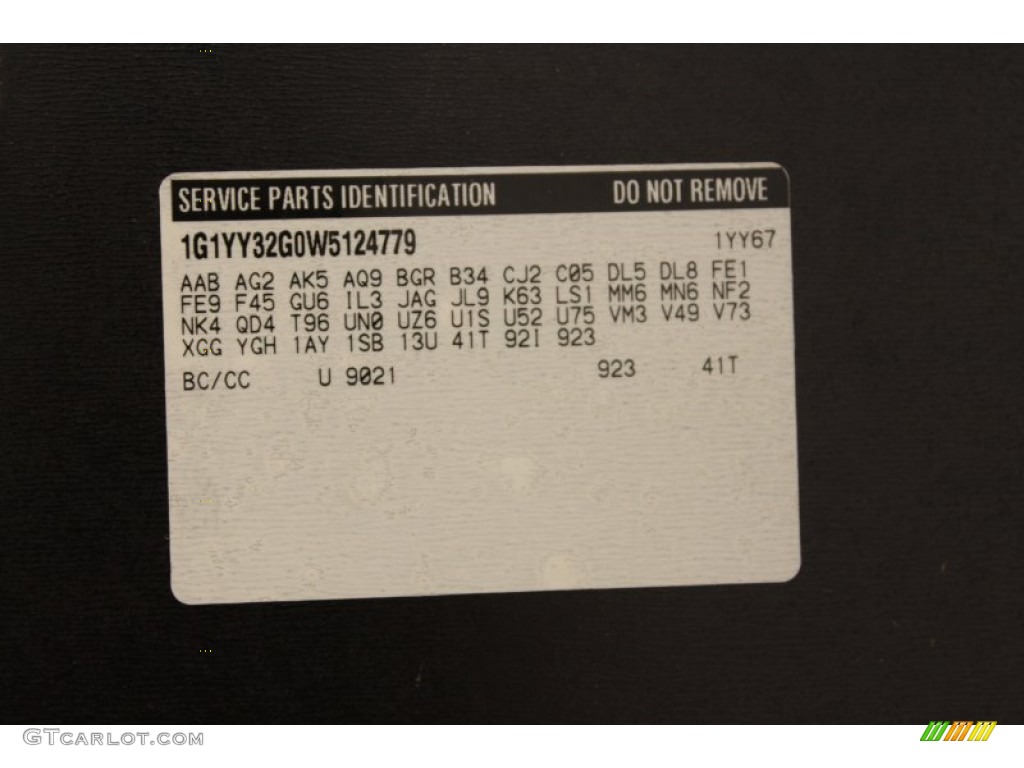 SERVICE PARTS IDENTIFICATION DO NOT REMOVE
1G1YY32G0W5124779 1YY67
AAB AG2 AK5 AQ9 BGR B34 CJ2 C05 DL5 DL8 FE1
FE9 F45 GU6 IL3 JAG JL9 K63 LS1 MM6 MN6 NF2
NK4 QD4 T96 UN0 UZ6 U1S U52 U75 VM3 V49 V73
XGG YGH 1AY 1SB 13U 41T 92I 923
BC/CC U 9021 923 41T
GTCARLOT.COM